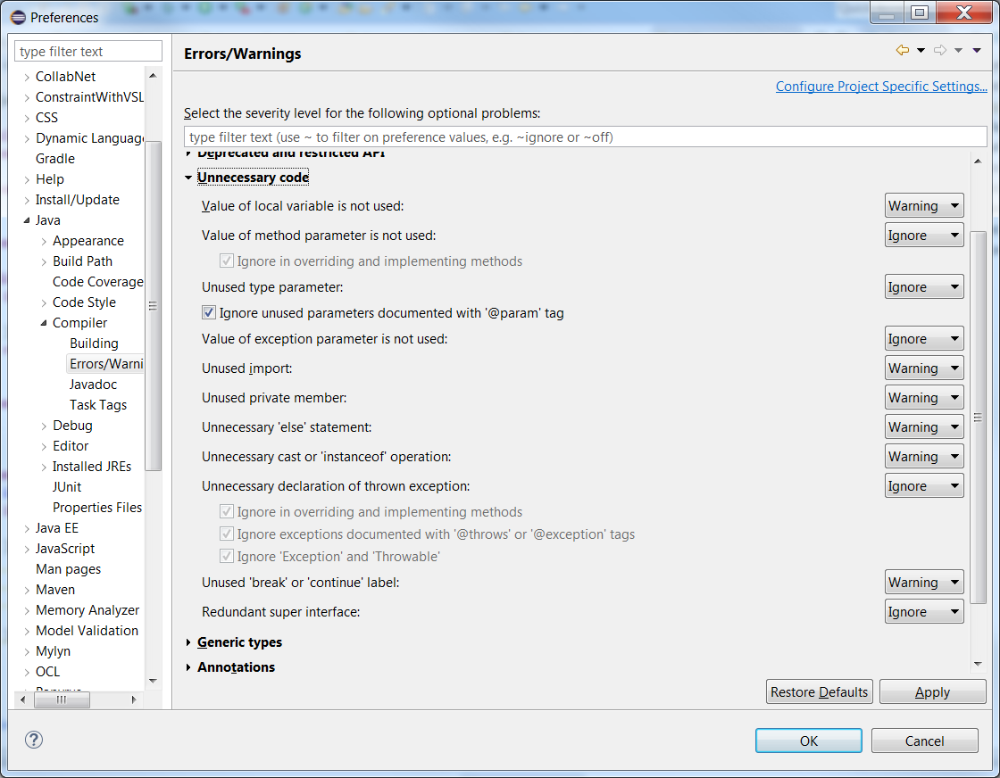 Preferences
type filter text
CollabNet
ConstraintWithVSL
CSS
Dynamic Languag
Gradle
Help
Install/Update
Java
Appearance
Build Path
Code Coverage
Code Style
Compiler
Building
Errors/Warni
Javadoc
Task Tags
Debug
Editor
Installed JREs
JUnit
Properties Files
Java EE
JavaScript
Man pages
Maven
Memory Analyzer
Model Validation
Mylyn
OCL
Errors/Warnings
Configure Project Specific Settings...
Select the severity level for the following optional problems:
type filter text (use ~ to filter on preference values, e.g. ~ignore or ~off)
Deprecated and restricted API
Unnecessary code
Value of local variable is not used: Warning
Value of method parameter is not used: Ignore
Ignore in overriding and implementing methods
Unused type parameter: Ignore
Ignore unused parameters documented with '@param' tag
Value of exception parameter is not used: Ignore
Unused import: Warning
Unused private member: Warning
Unnecessary 'else' statement: Warning
Unnecessary cast or 'instanceof' operation: Warning
Unnecessary declaration of thrown exception: Ignore
Ignore in overriding and implementing methods
Ignore exceptions documented with '@throws' or '@exception' tags
Ignore 'Exception' and 'Throwable'
Unused 'break' or 'continue' label: Warning
Redundant super interface: Ignore
Generic types
Annotations
Restore Defaults Apply
? OK Cancel